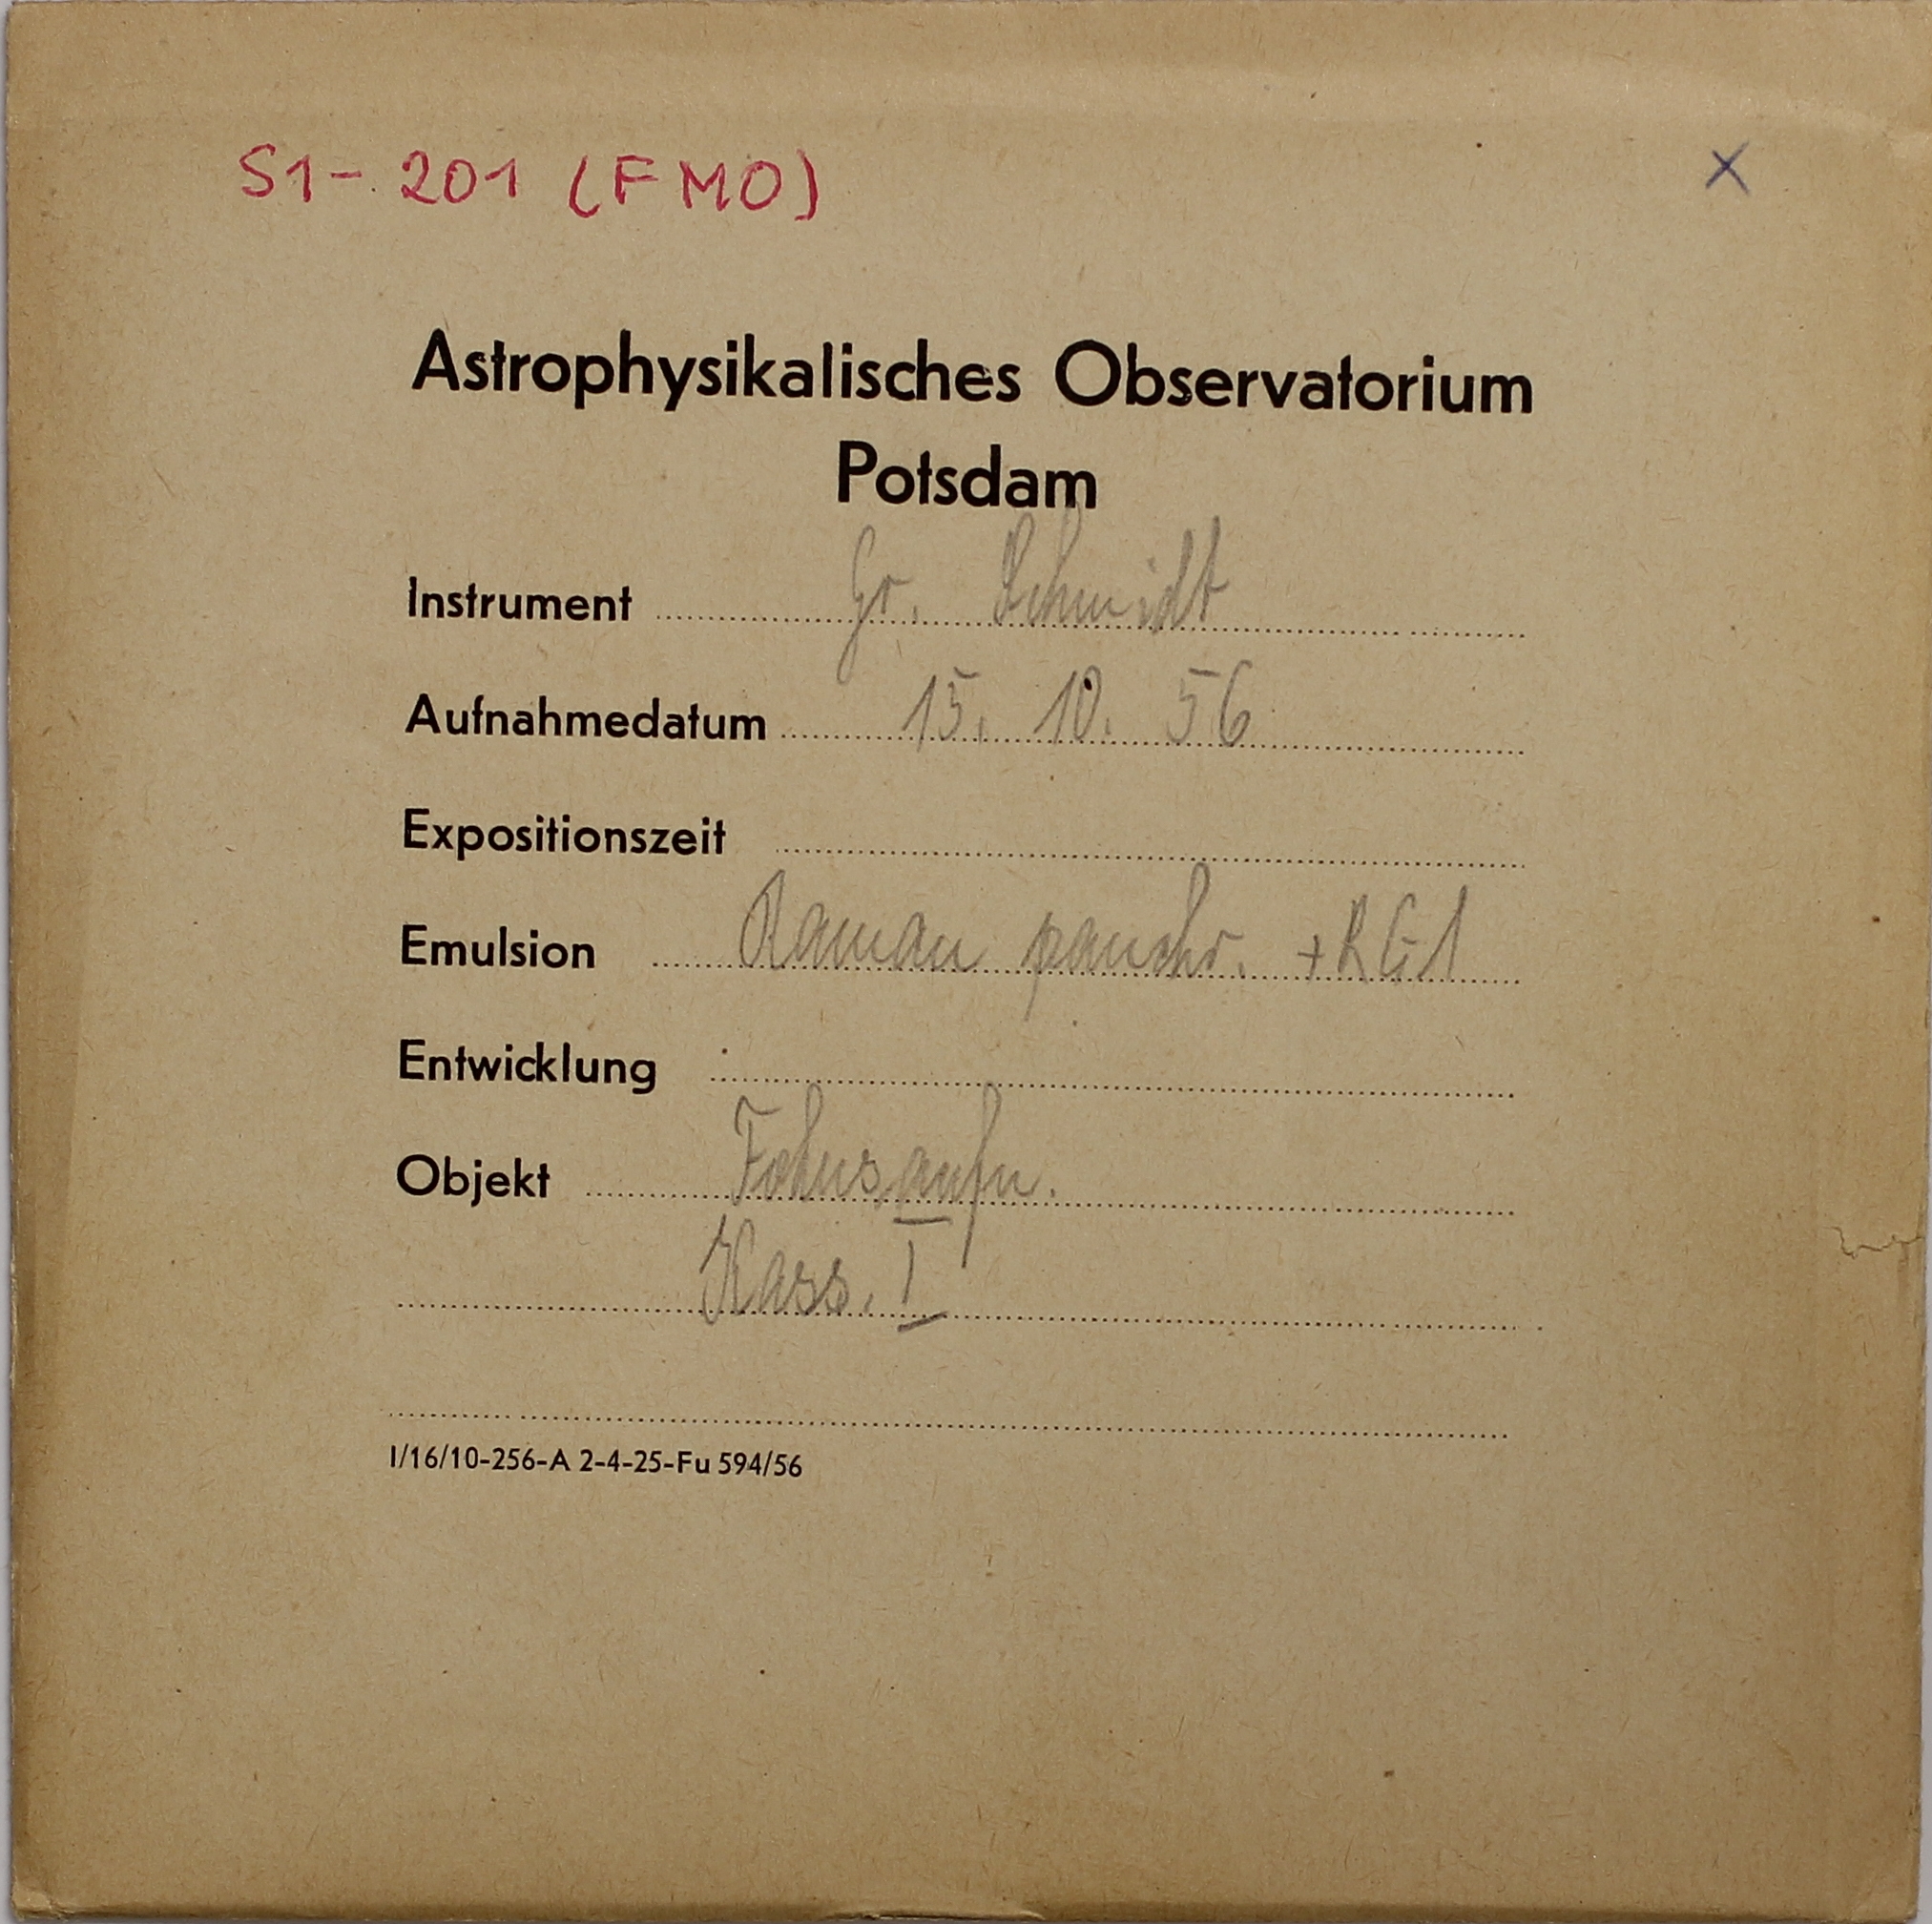 S1-201 (FMO) X
Astrophysikalisches Observatorium
Potsdam
Instrument Gr. Schmidt
Aufnahmedatum 15. 10. 56
Expositionszeit
Emulsion Raman panchr. + RG1
Entwicklung
Objekt Fokusaufn.
Kass. I
I/16/10-256-A 2-4-25-Fu 594/56